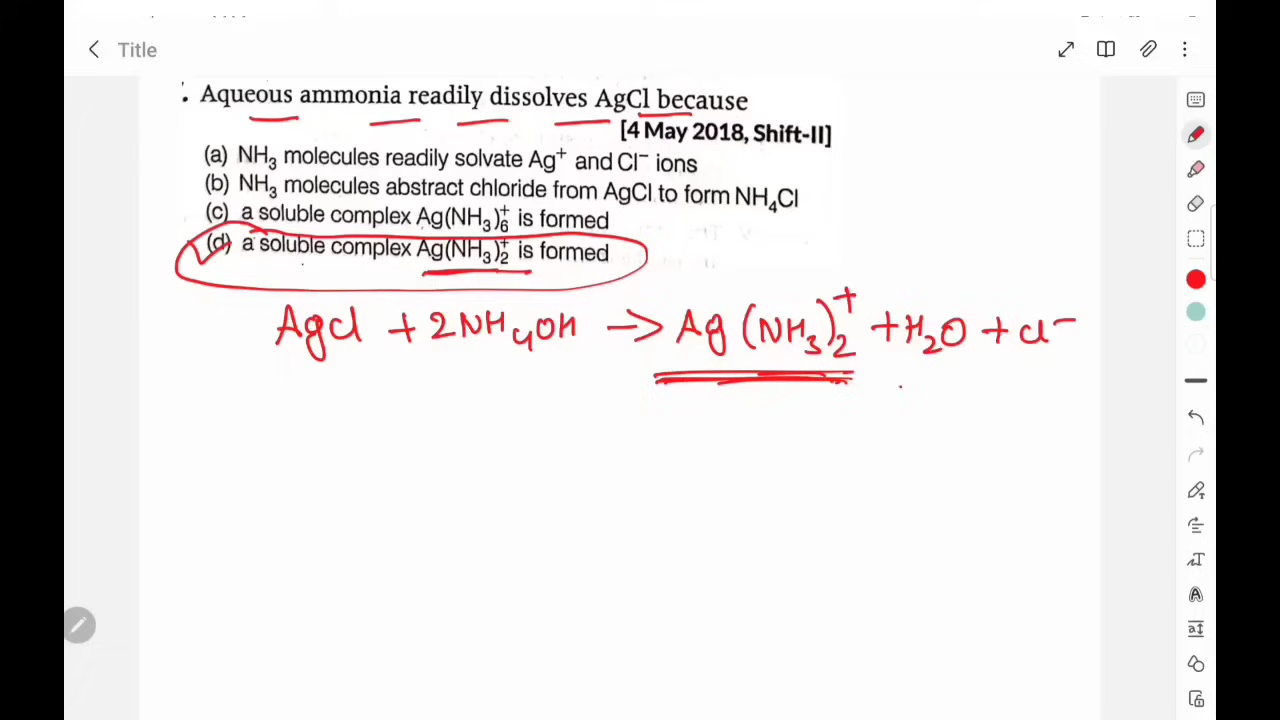 Title
: Aqueous ammonia readily dissolves AgCl because
[4 May 2018, Shift-II]
(a) NH₃ molecules readily solvate Ag⁺ and Cl⁻ ions
(b) NH₃ molecules abstract chloride from AgCl to form NH₄Cl
(c) a soluble complex Ag(NH₃)₆⁺ is formed
(d) a soluble complex Ag(NH₃)₂⁺ is formed
AgCl + 2NH₄OH → Ag(NH₃)₂⁺ + H₂O + Cl⁻